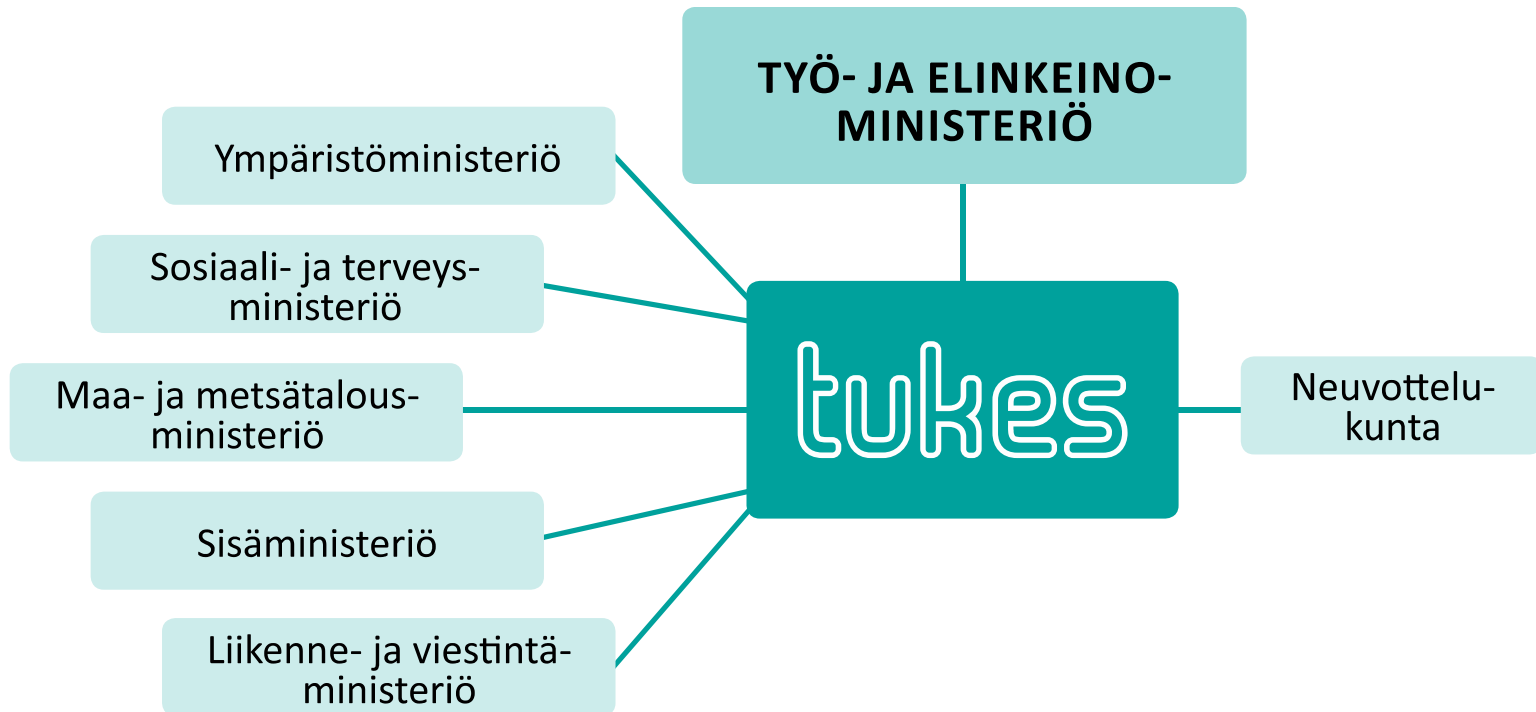 TYÖ- JA ELINKEINO-
MINISTERIÖ
Ympäristöministeriö
Sosiaali- ja terveys-
ministeriö
Maa- ja metsätalous-
ministeriö
Sisäministeriö
Liikenne- ja viestintä-
ministeriö
tukes
Neuvottelu-
kunta